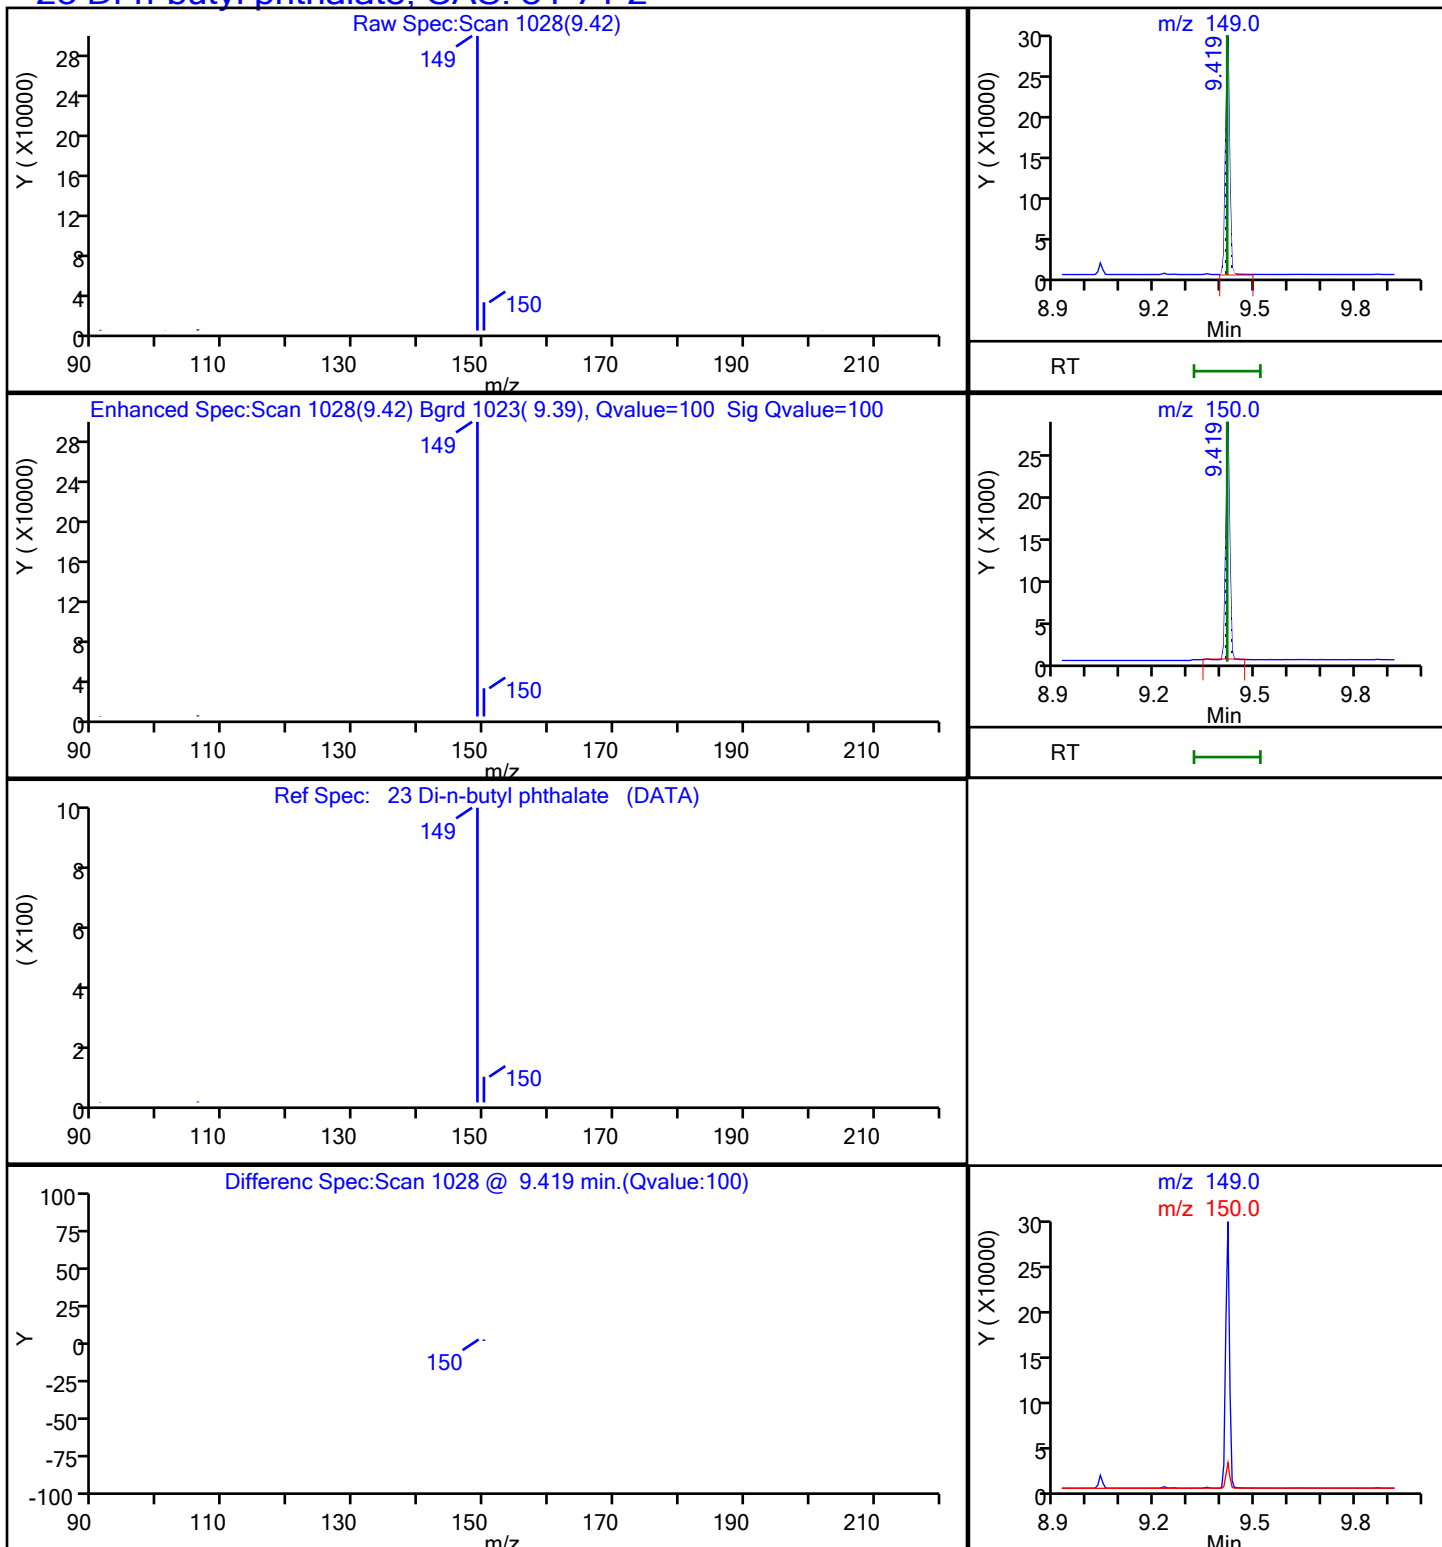 23 Di-n-butyl phthalate, CAS: 84-74-2
Raw Spec:Scan 1028(9.42)
Y ( X10000)
28
24
20
16
12
8
4
0
149
150
90 110 130 150 170 190 210
m/z
m/z 149.0
Y ( X10000)
30
25
20
15
10
5
0
9.419
8.9 9.2 9.5 9.8
Min
RT
Enhanced Spec:Scan 1028(9.42) Bgrd 1023( 9.39), Qvalue=100 Sig Qvalue=100
Y ( X10000)
28
24
20
16
12
8
4
0
149
150
90 110 130 150 170 190 210
m/z
m/z 150.0
Y ( X1000)
25
20
15
10
5
0
9.419
8.9 9.2 9.5 9.8
Min
RT
Ref Spec: 23 Di-n-butyl phthalate (DATA)
( X100)
10
8
6
4
2
0
149
150
90 110 130 150 170 190 210
Differenc Spec:Scan 1028 @ 9.419 min.(Qvalue:100)
Y
100
75
50
25
0
-25
-50
-75
-100
150
90 110 130 150 170 190 210
m/z
m/z 149.0
m/z 150.0
Y ( X10000)
30
25
20
15
10
5
0
8.9 9.2 9.5 9.8
Min